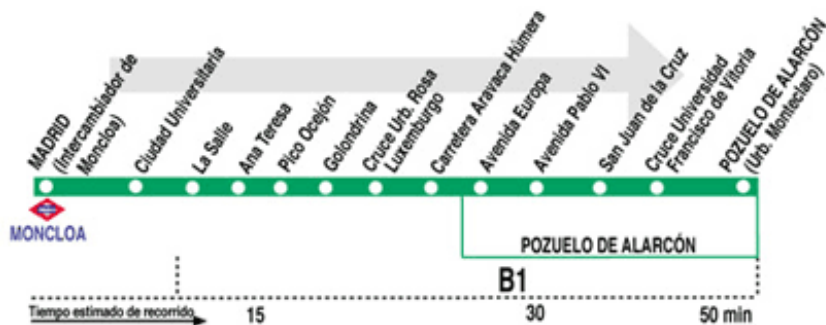 MADRID
(Intercambiador de
Moncloa)
Ciudad Universitaria
La Salle
Ana Teresa
Pico Ocejón
Golondrina
Cruce Urb. Rosa
Luxemburgo
Carretera Aravaca Húmera
Avenida Europa
Avenida Pablo VI
San Juan de la Cruz
Cruce Universidad
Francisco de Vitoria
POZUELO DE ALARCÓN
(Urb. Monteclaro)
MONCLOA
POZUELO DE ALARCÓN
B1
Tiempo estimado de recorrido 15 30 50 min